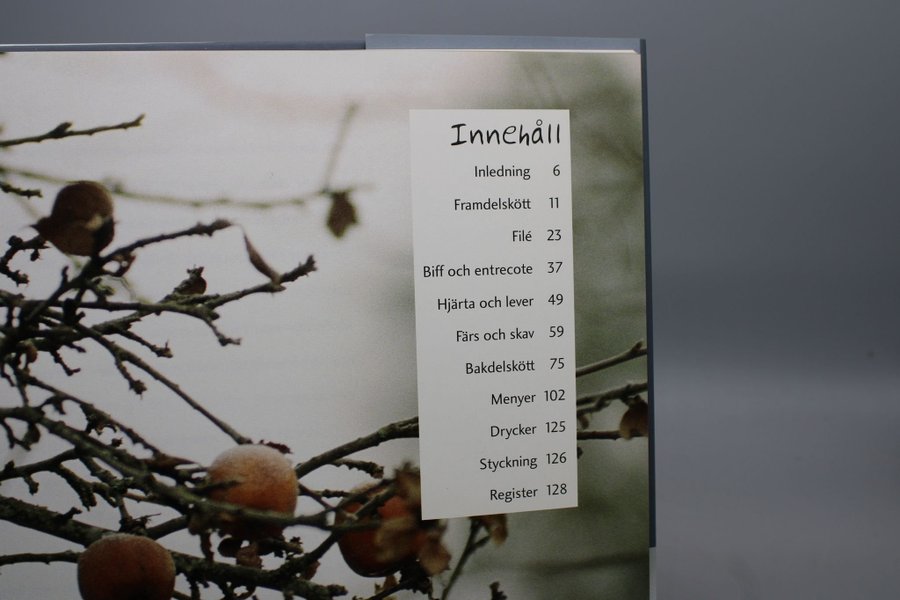 Innehåll
Inledning 6
Framdelskött 11
Filé 23
Biff och entrecote 37
Hjärta och lever 49
Färs och skav 59
Bakdelskött 75
Menyer 102
Drycker 125
Styckning 126
Register 128